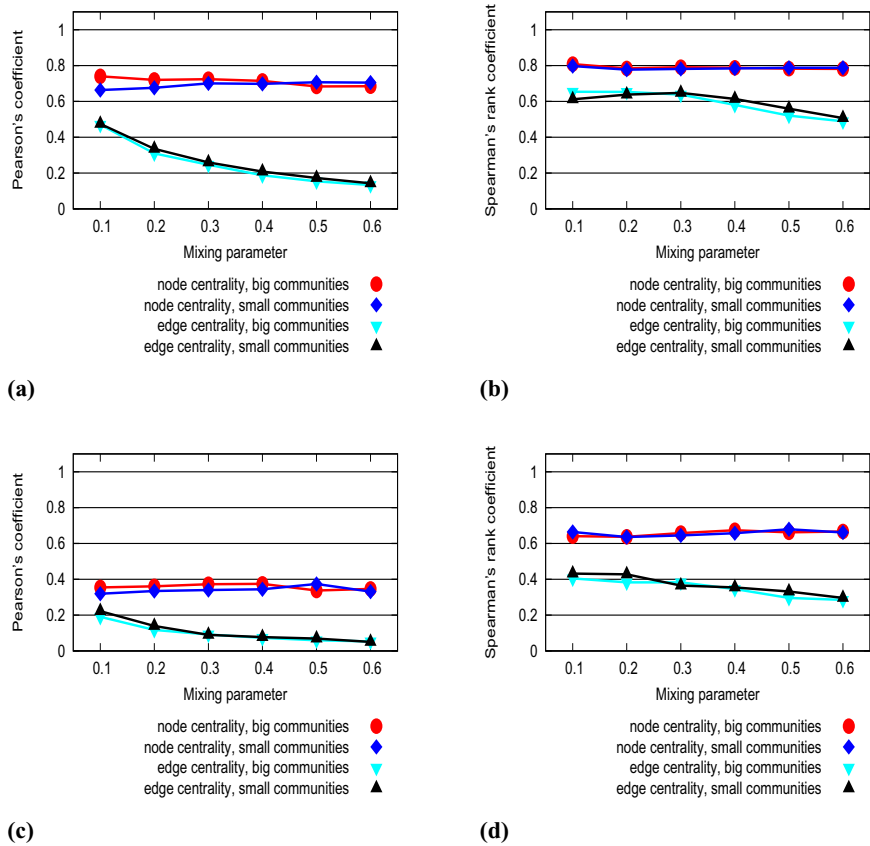 Pearson's coefficient
1
0.8
0.6
0.4
0.2
0
0.1 0.2 0.3 0.4 0.5 0.6
Mixing parameter
node centrality, big communities
node centrality, small communities
edge centrality, big communities
edge centrality, small communities
(a)
Spearman's rank coefficient
1
0.8
0.6
0.4
0.2
0
0.1 0.2 0.3 0.4 0.5 0.6
Mixing parameter
node centrality, big communities
node centrality, small communities
edge centrality, big communities
edge centrality, small communities
(b)
Pearson's coefficient
1
0.8
0.6
0.4
0.2
0
0.1 0.2 0.3 0.4 0.5 0.6
Mixing parameter
node centrality, big communities
node centrality, small communities
edge centrality, big communities
edge centrality, small communities
(c)
Spearman's rank coefficient
1
0.8
0.6
0.4
0.2
0
0.1 0.2 0.3 0.4 0.5 0.6
Mixing parameter
node centrality, big communities
node centrality, small communities
edge centrality, big communities
edge centrality, small communities
(d)